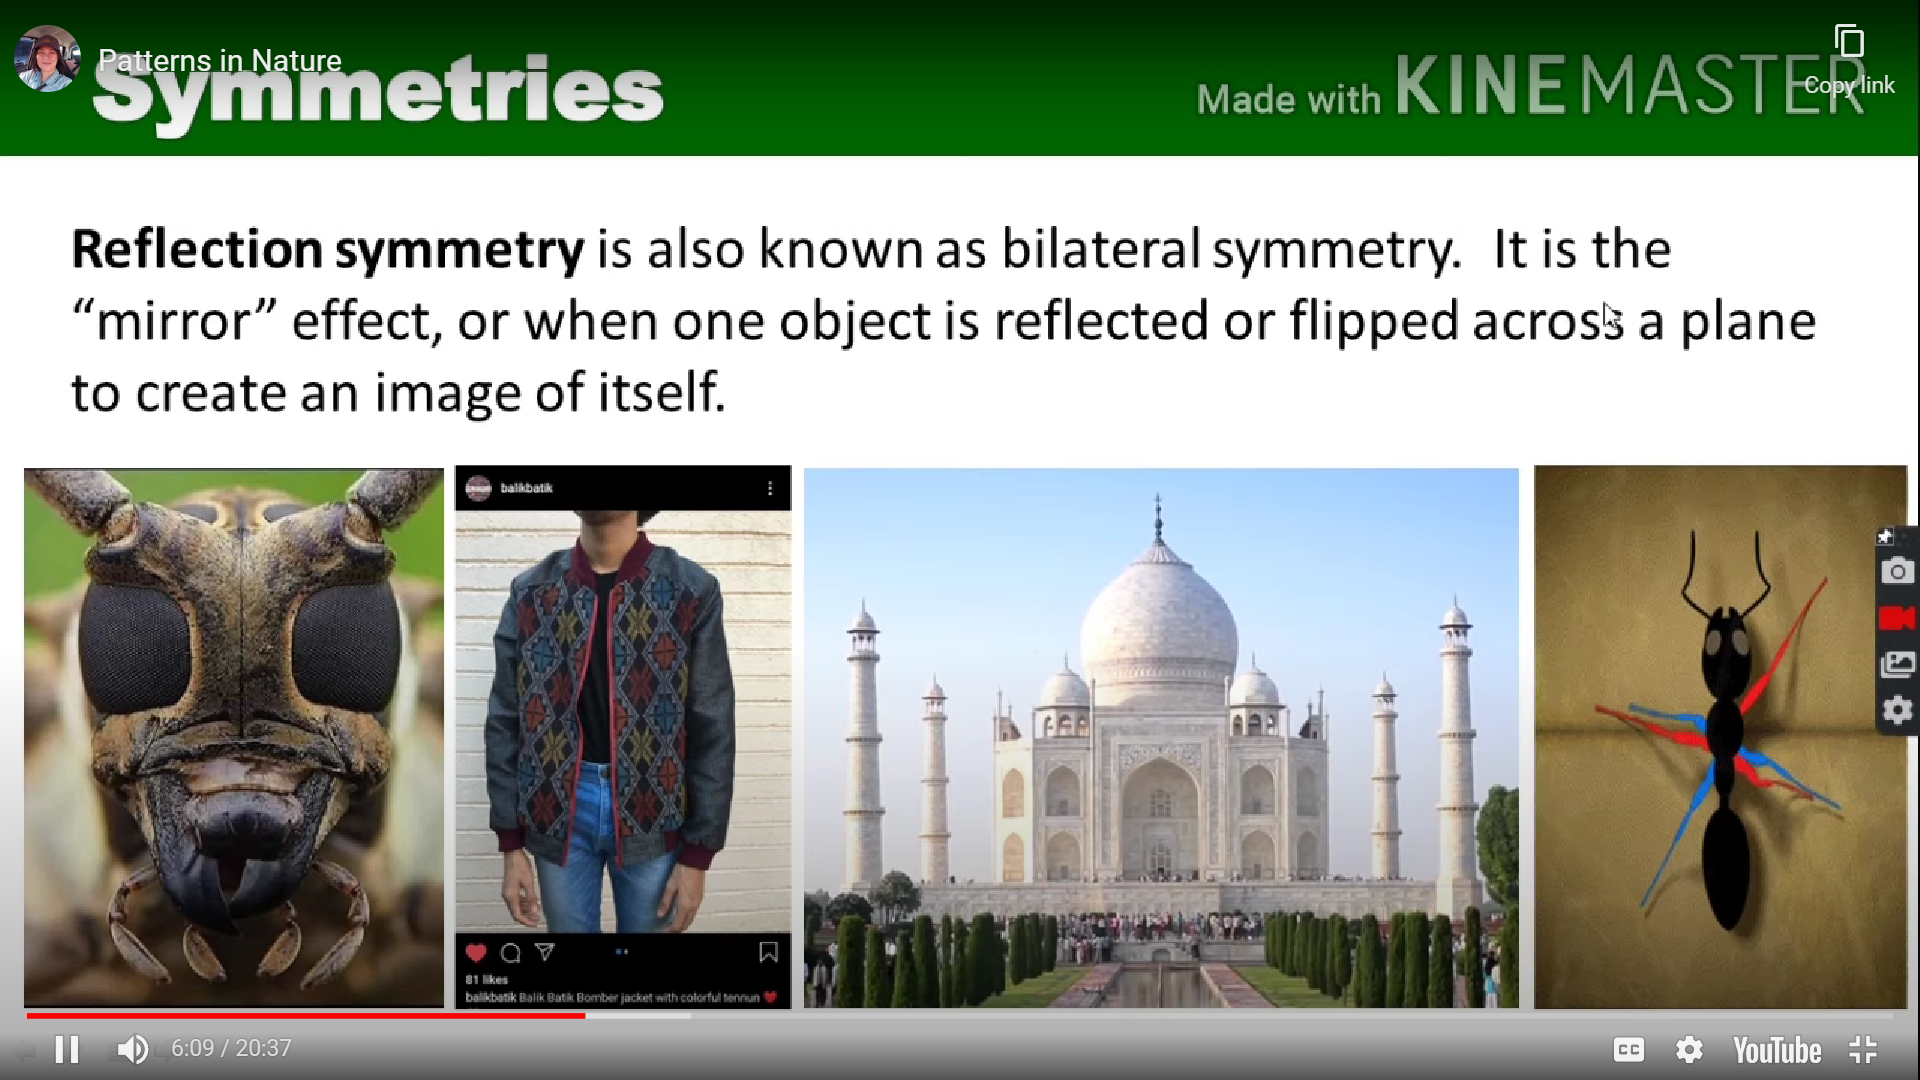 Patterns in Nature
Symmetries
Made with KINEMASTER
Copy link
Reflection symmetry is also known as bilateral symmetry. It is the
“mirror” effect, or when one object is reflected or flipped across a plane
to create an image of itself.
balikbatik
81 likes
balikbatik Balik Batik Bomber jacket with colorful tennun ❤
6:09 / 20:37
CC
YouTube